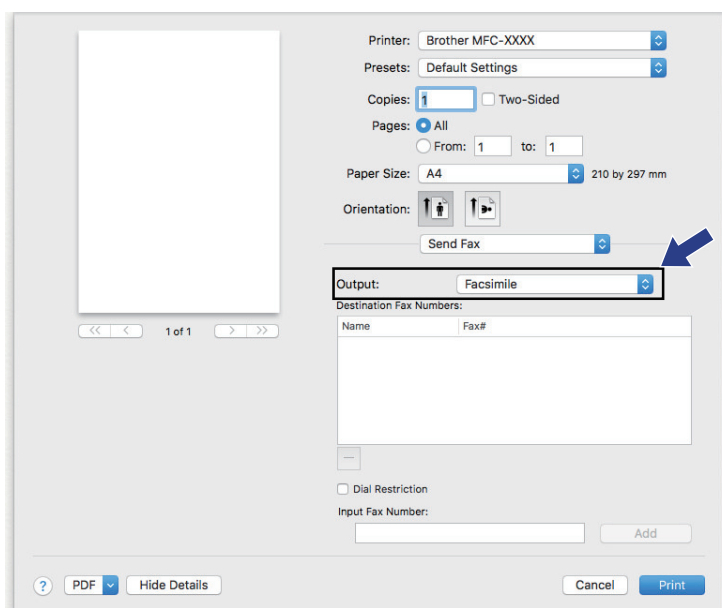 Printer: Brother MFC-XXXX
Presets: Default Settings
Copies: 1 Two-Sided
Pages: All
From: 1 to: 1
Paper Size: A4 210 by 297 mm
Orientation:
Send Fax
Output: Facsimile
Destination Fax Numbers:
Name Fax#
<< < 1 of 1 > >>
Dial Restriction
Input Fax Number:
Add
? PDF Hide Details Cancel Print